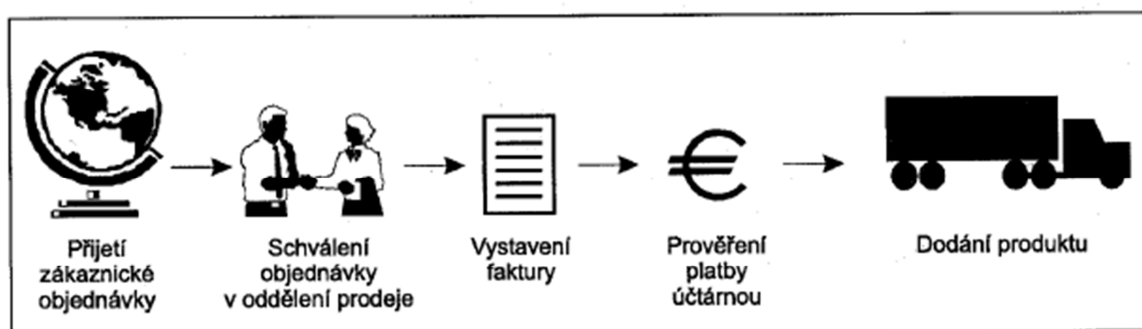 Přijetí
zákaznické
objednávky
Schválení
objednávky
v oddělení prodeje
Vystavení
faktury
Prověření
platby
účtárnou
Dodání produktu